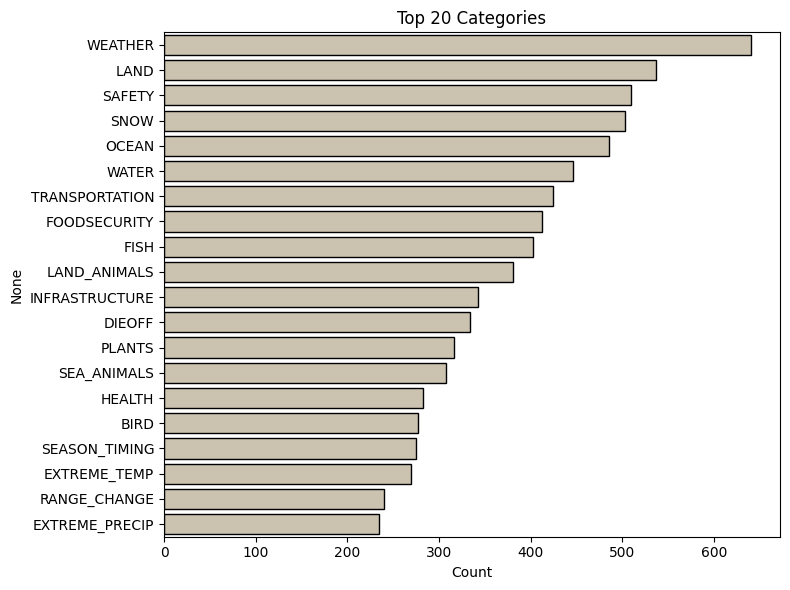 Top 20 Categories
WEATHER
LAND
SAFETY
SNOW
OCEAN
WATER
TRANSPORTATION
FOODSECURITY
FISH
LAND_ANIMALS
INFRASTRUCTURE
DIEOFF
PLANTS
SEA_ANIMALS
HEALTH
BIRD
SEASON_TIMING
EXTREME_TEMP
RANGE_CHANGE
EXTREME_PRECIP
None
0 100 200 300 400 500 600
Count